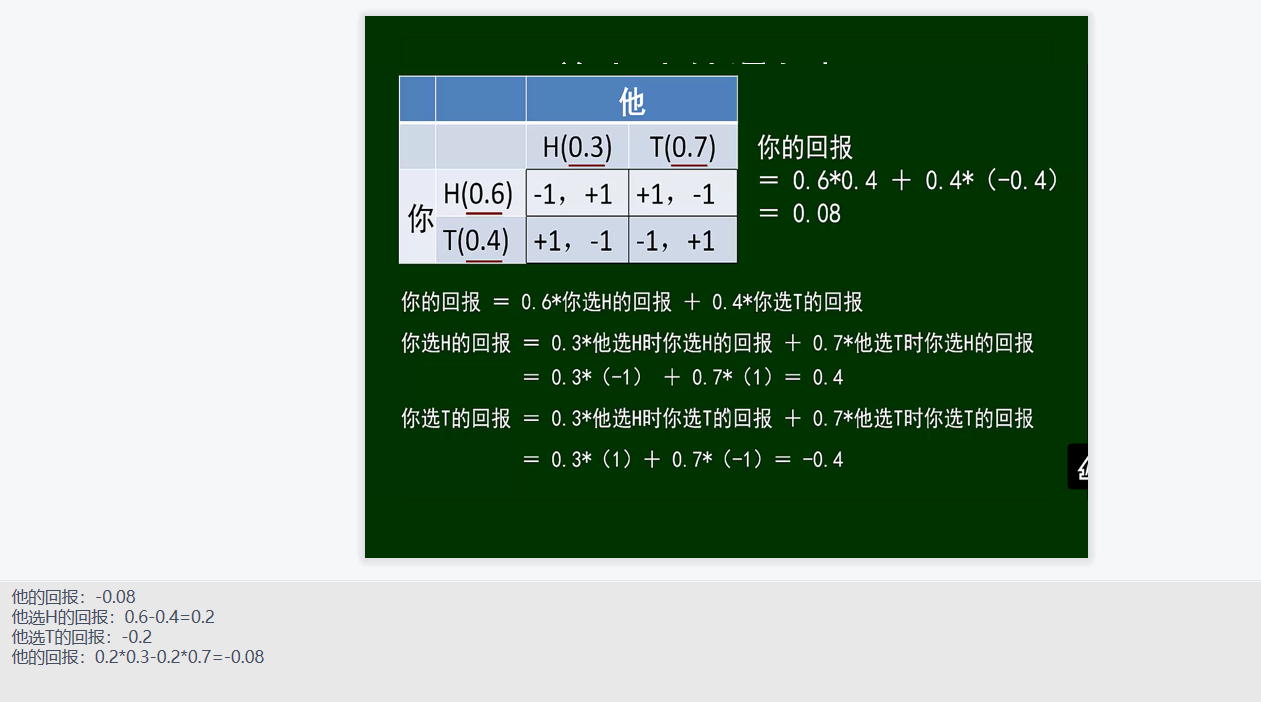 他
H(0.3) T(0.7)
你
H(0.6) -1，+1 +1，-1
T(0.4) +1，-1 -1，+1
你的回报
＝ 0.6*0.4 ＋ 0.4*（-0.4）
＝ 0.08
你的回报 ＝ 0.6*你选H的回报 ＋ 0.4*你选T的回报
你选H的回报 ＝ 0.3*他选H时你选H的回报 ＋ 0.7*他选T时你选H的回报
＝ 0.3*（-1） ＋ 0.7*（1）＝ 0.4
你选T的回报 ＝ 0.3*他选H时你选T的回报 ＋ 0.7*他选T时你选T的回报
＝ 0.3*（1）＋ 0.7*（-1）＝ -0.4
他的回报：-0.08
他选H的回报：0.6-0.4=0.2
他选T的回报：-0.2
他的回报：0.2*0.3-0.2*0.7=-0.08